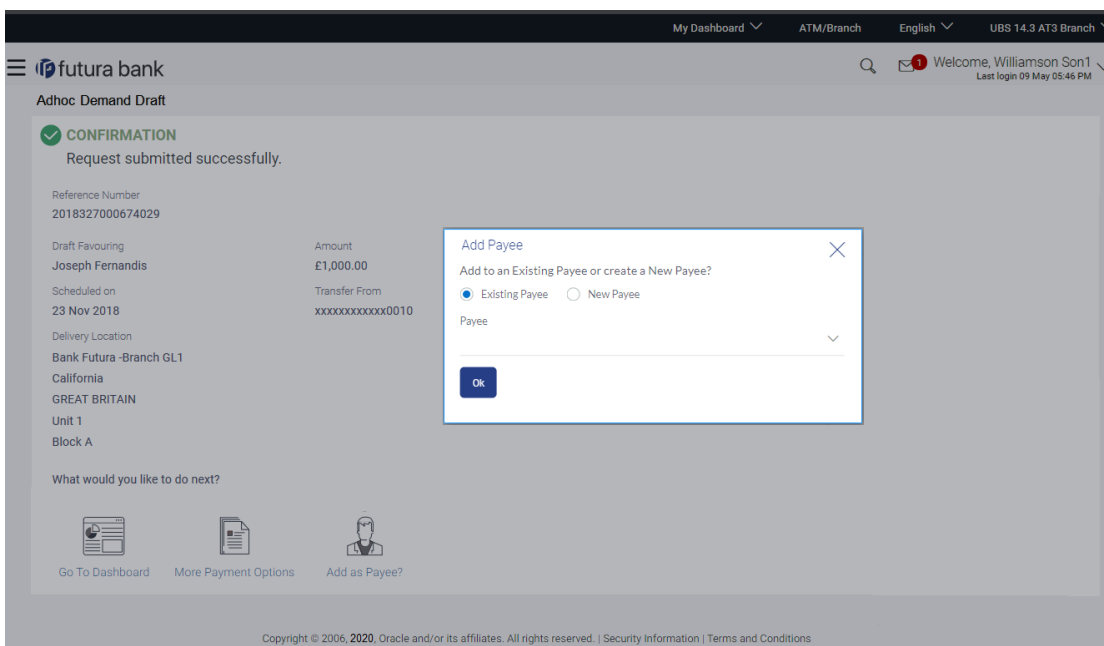 My Dashboard ATM/Branch English UBS 14.3 AT3 Branch
futura bank 1 Welcome, Williamson Son1
Last login 09 May 05:46 PM
Adhoc Demand Draft
CONFIRMATION
Request submitted successfully.
Reference Number
2018327000674029
Draft Favouring Amount
Joseph Fernandis £1,000.00
Scheduled on Transfer From
23 Nov 2018 xxxxxxxxxxxx0010
Delivery Location
Bank Futura -Branch GL1
California
GREAT BRITAIN
Unit 1
Block A
What would you like to do next?
Go To Dashboard More Payment Options Add as Payee?
Add Payee
Add to an Existing Payee or create a New Payee?
Existing Payee New Payee
Payee
Ok
Copyright © 2006, 2020, Oracle and/or its affiliates. All rights reserved. | Security Information | Terms and Conditions